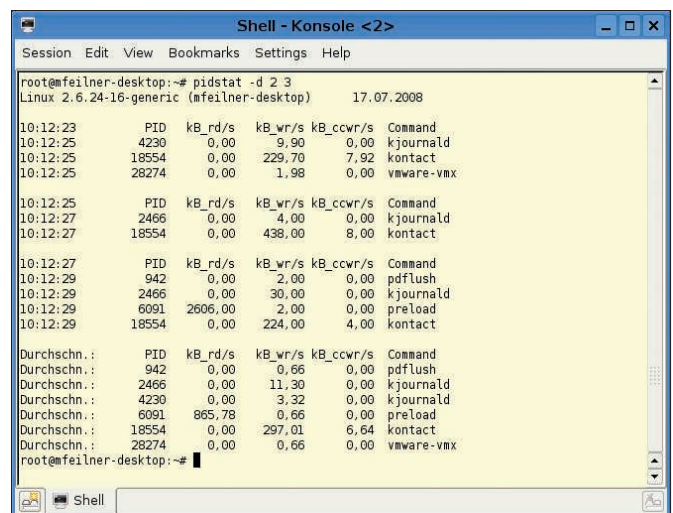 Shell - Konsole <2>
Session Edit View Bookmarks Settings Help
root@mfeilner-desktop:~# pidstat -d 2 3
Linux 2.6.24-16-generic (mfeilner-desktop) 17.07.2008
10:12:23 PID kB_rd/s kB_wr/s kB_ccwr/s Command
10:12:25 4230 0,00 9,90 0,00 kjournald
10:12:25 18554 0,00 229,70 7,92 kontact
10:12:25 28274 0,00 1,98 0,00 vmware-vmx
10:12:25 PID kB_rd/s kB_wr/s kB_ccwr/s Command
10:12:27 2466 0,00 4,00 0,00 kjournald
10:12:27 18554 0,00 438,00 8,00 kontact
10:12:27 PID kB_rd/s kB_wr/s kB_ccwr/s Command
10:12:29 942 0,00 2,00 0,00 pdflush
10:12:29 2466 0,00 30,00 0,00 kjournald
10:12:29 6091 2606,00 2,00 0,00 preload
10:12:29 18554 0,00 224,00 4,00 kontact
Durchschn.: PID kB_rd/s kB_wr/s kB_ccwr/s Command
Durchschn.: 942 0,00 0,66 0,00 pdflush
Durchschn.: 2466 0,00 11,30 0,00 kjournald
Durchschn.: 4230 0,00 3,32 0,00 kjournald
Durchschn.: 6091 865,78 0,66 0,00 preload
Durchschn.: 18554 0,00 297,01 6,64 kontact
Durchschn.: 28274 0,00 0,66 0,00 vmware-vmx
root@mfeilner-desktop:~#
Shell